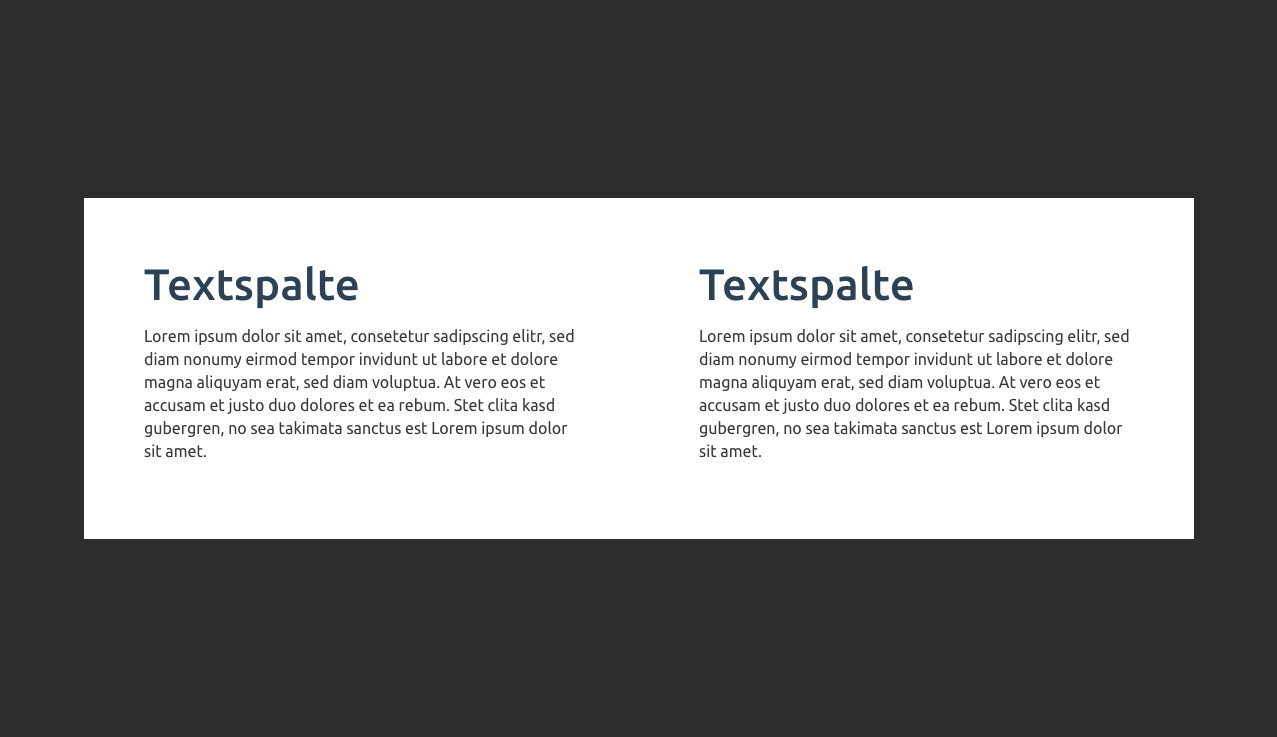 Textspalte
Lorem ipsum dolor sit amet, consetetur sadipscing elitr, sed
diam nonumy eirmod tempor invidunt ut labore et dolore
magna aliquyam erat, sed diam voluptua. At vero eos et
accusam et justo duo dolores et ea rebum. Stet clita kasd
gubergren, no sea takimata sanctus est Lorem ipsum dolor
sit amet.
Textspalte
Lorem ipsum dolor sit amet, consetetur sadipscing elitr, sed
diam nonumy eirmod tempor invidunt ut labore et dolore
magna aliquyam erat, sed diam voluptua. At vero eos et
accusam et justo duo dolores et ea rebum. Stet clita kasd
gubergren, no sea takimata sanctus est Lorem ipsum dolor
sit amet.